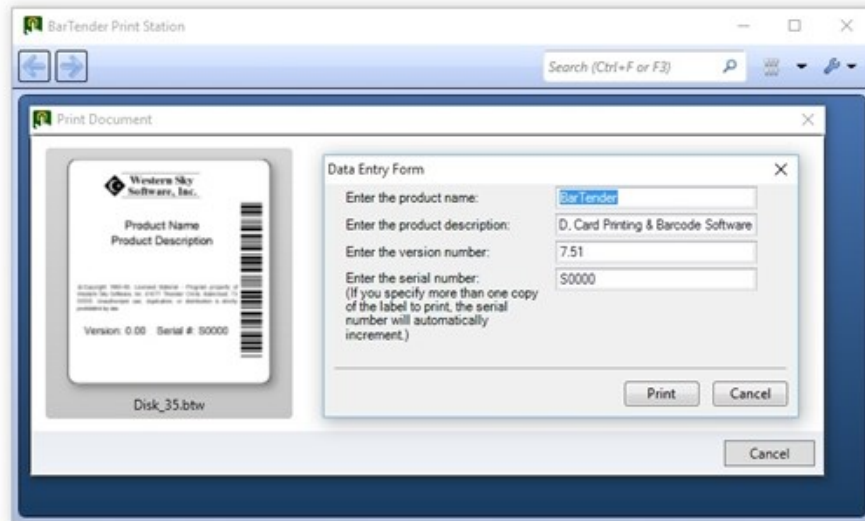 BarTender Print Station
Search (Ctrl+F or F3)
Print Document
Western Sky
Software, Inc.
Product Name
Product Description
Version: 0.00 Serial #: S0000
Disk_35.btw
Data Entry Form
Enter the product name:
BarTender
Enter the product description:
D, Card Printing & Barcode Software
Enter the version number:
7.51
Enter the serial number:
S0000
(If you specify more than one copy
of the label to print, the serial
number will automatically
increment.)
Print
Cancel
Cancel